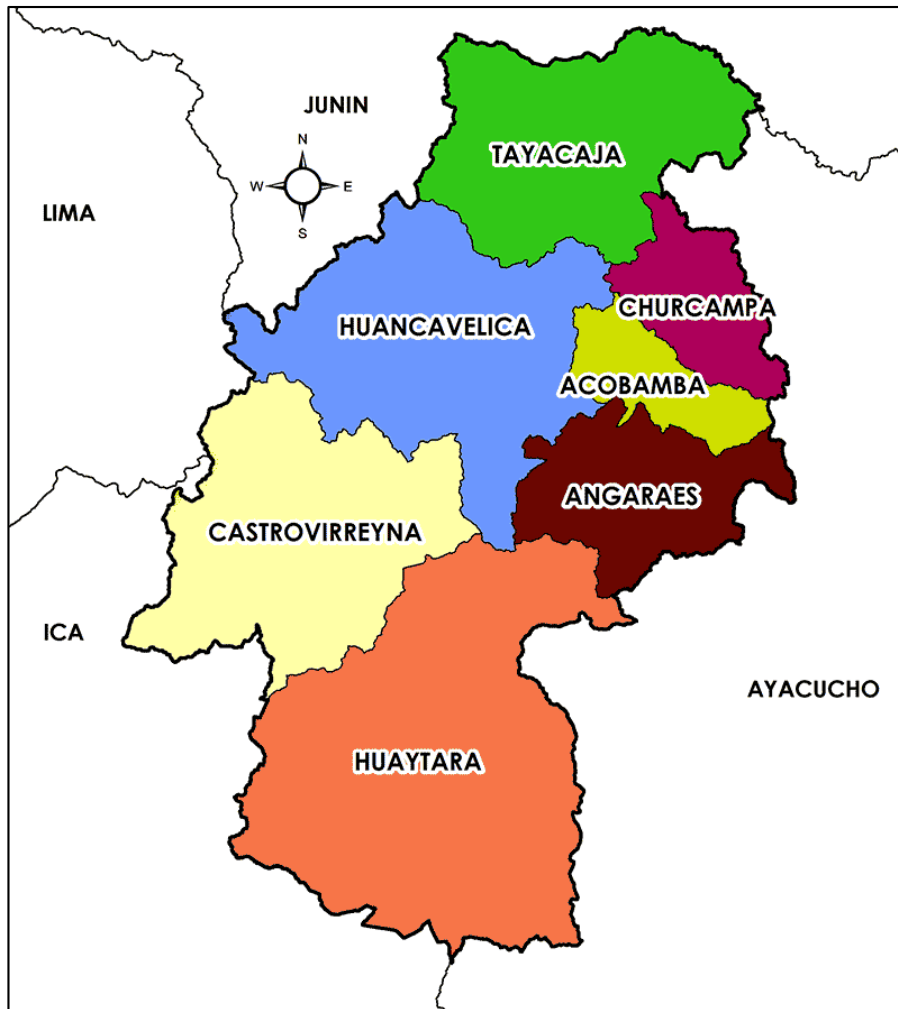 TAYACAJA
JUNIN
N
W
E
S
LIMA
CHURCAMPA
HUANCAVELICA
ACOBAMBA
ANGARAES
CASTROVIRREYNA
ICA
AYACUCHO
HUAYTARA